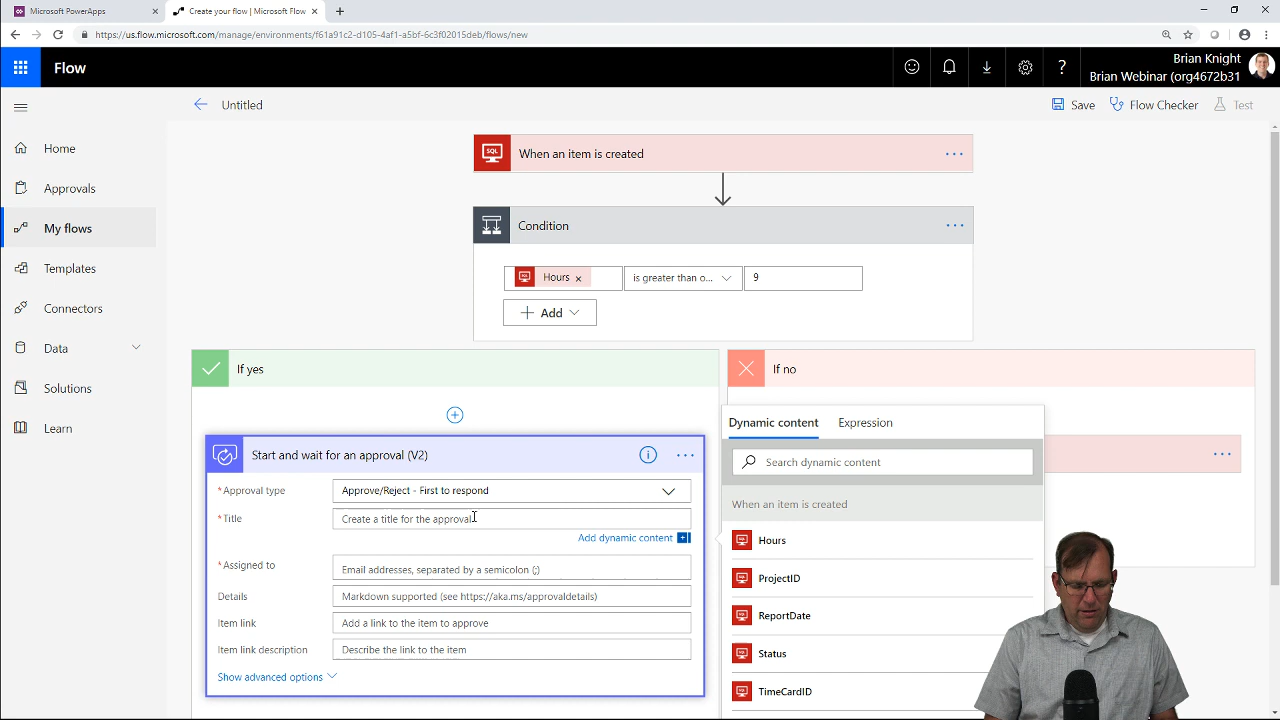 Microsoft PowerApps
Create your flow | Microsoft Flow
https://us.flow.microsoft.com/manage/environments/f61a91c2-d105-4af1-a5bf-6c3f02015deb/flows/new
Flow
Brian Knight
Brian Webinar (org4672b31
Untitled
Save
Flow Checker
Test
Home
Approvals
My flows
Templates
Connectors
Data
Solutions
Learn
SQL
When an item is created
Condition
Hours
is greater than o...
9
Add
If yes
If no
Start and wait for an approval (V2)
* Approval type
Approve/Reject - First to respond
* Title
Create a title for the approval
Add dynamic content
* Assigned to
Email addresses, separated by a semicolon (;)
Details
Markdown supported (see https://aka.ms/approvaldetails)
Item link
Add a link to the item to approve
Item link description
Describe the link to the item
Show advanced options
Dynamic content
Expression
Search dynamic content
When an item is created
Hours
ProjectID
ReportDate
Status
TimeCardID